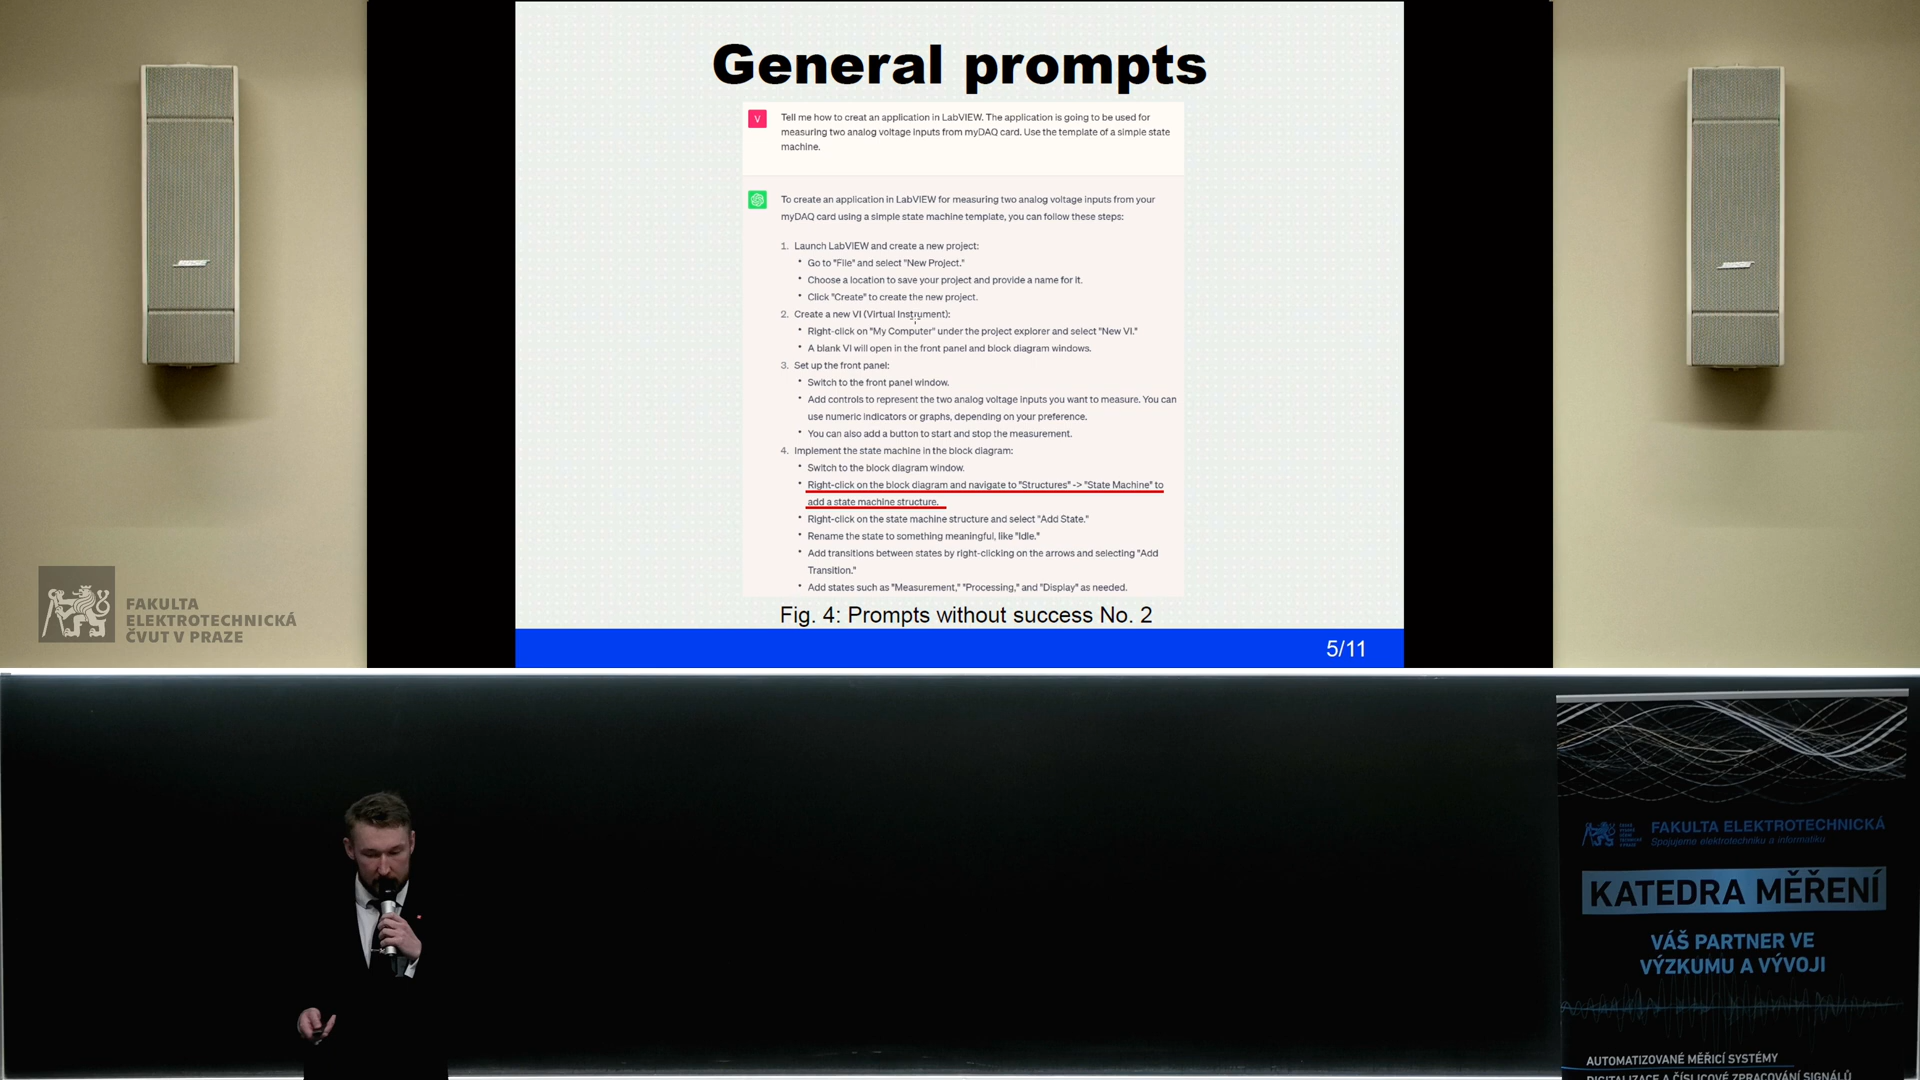 General prompts
V
Tell me how to creat an application in LabVIEW. The application is going to be used for
measuring two analog voltage inputs from myDAQ card. Use the template of a simple state
machine.
To create an application in LabVIEW for measuring two analog voltage inputs from your
myDAQ card using a simple state machine template, you can follow these steps:
1. Launch LabVIEW and create a new project:
• Go to "File" and select "New Project."
• Choose a location to save your project and provide a name for it.
• Click "Create" to create the new project.
2. Create a new VI (Virtual Instrument):
• Right-click on "My Computer" under the project explorer and select "New VI."
• A blank VI will open in the front panel and block diagram windows.
3. Set up the front panel:
• Switch to the front panel window.
• Add controls to represent the two analog voltage inputs you want to measure. You can
use numeric indicators or graphs, depending on your preference.
• You can also add a button to start and stop the measurement.
4. Implement the state machine in the block diagram:
• Switch to the block diagram window.
• Right-click on the block diagram and navigate to "Structures" -> "State Machine" to
add a state machine structure.
• Right-click on the state machine structure and select "Add State."
• Rename the state to something meaningful, like "Idle."
• Add transitions between states by right-clicking on the arrows and selecting "Add
Transition."
• Add states such as "Measurement," "Processing," and "Display" as needed.
Fig. 4: Prompts without success No. 2
5/11
FAKULTA
ELEKTROTECHNICKÁ
ČVUT V PRAZE
FAKULTA ELEKTROTECHNICKÁ
Spojujeme elektrotechniku a informatiku
KATEDRA MĚŘENÍ
VÁŠ PARTNER VE
VÝZKUMU A VÝVOJI
AUTOMATIZOVANÉ MĚŘICÍ SYSTÉMY
DIGITALIZACE A ČÍSLICOVÉ ZPRACOVÁNÍ SIGNÁLŮ